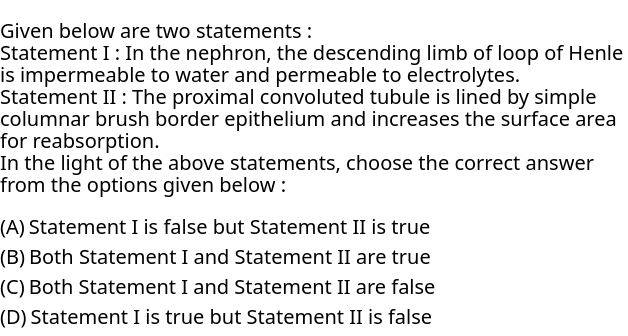 Given below are two statements :
Statement I : In the nephron, the descending limb of loop of Henle
is impermeable to water and permeable to electrolytes.
Statement II : The proximal convoluted tubule is lined by simple
columnar brush border epithelium and increases the surface area
for reabsorption.
In the light of the above statements, choose the correct answer
from the options given below :
(A) Statement I is false but Statement II is true
(B) Both Statement I and Statement II are true
(C) Both Statement I and Statement II are false
(D) Statement I is true but Statement II is false